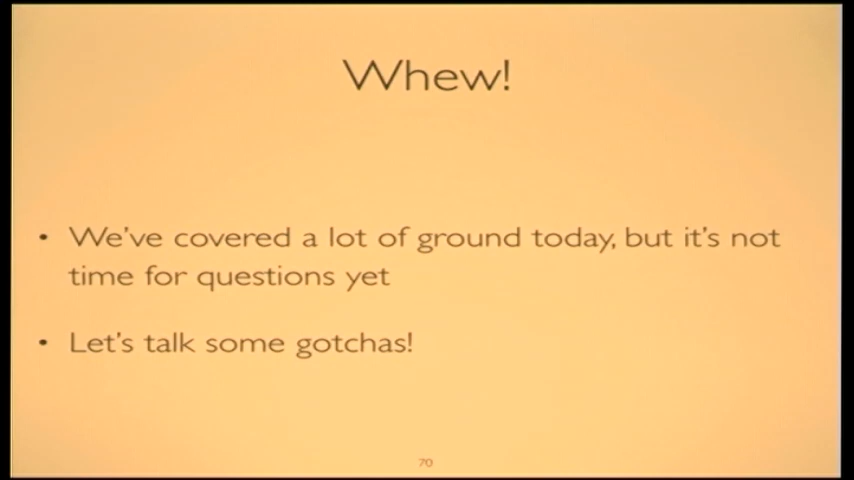 Whew!
• We've covered a lot of ground today, but it's not
time for questions yet
• Let's talk some gotchas!
70